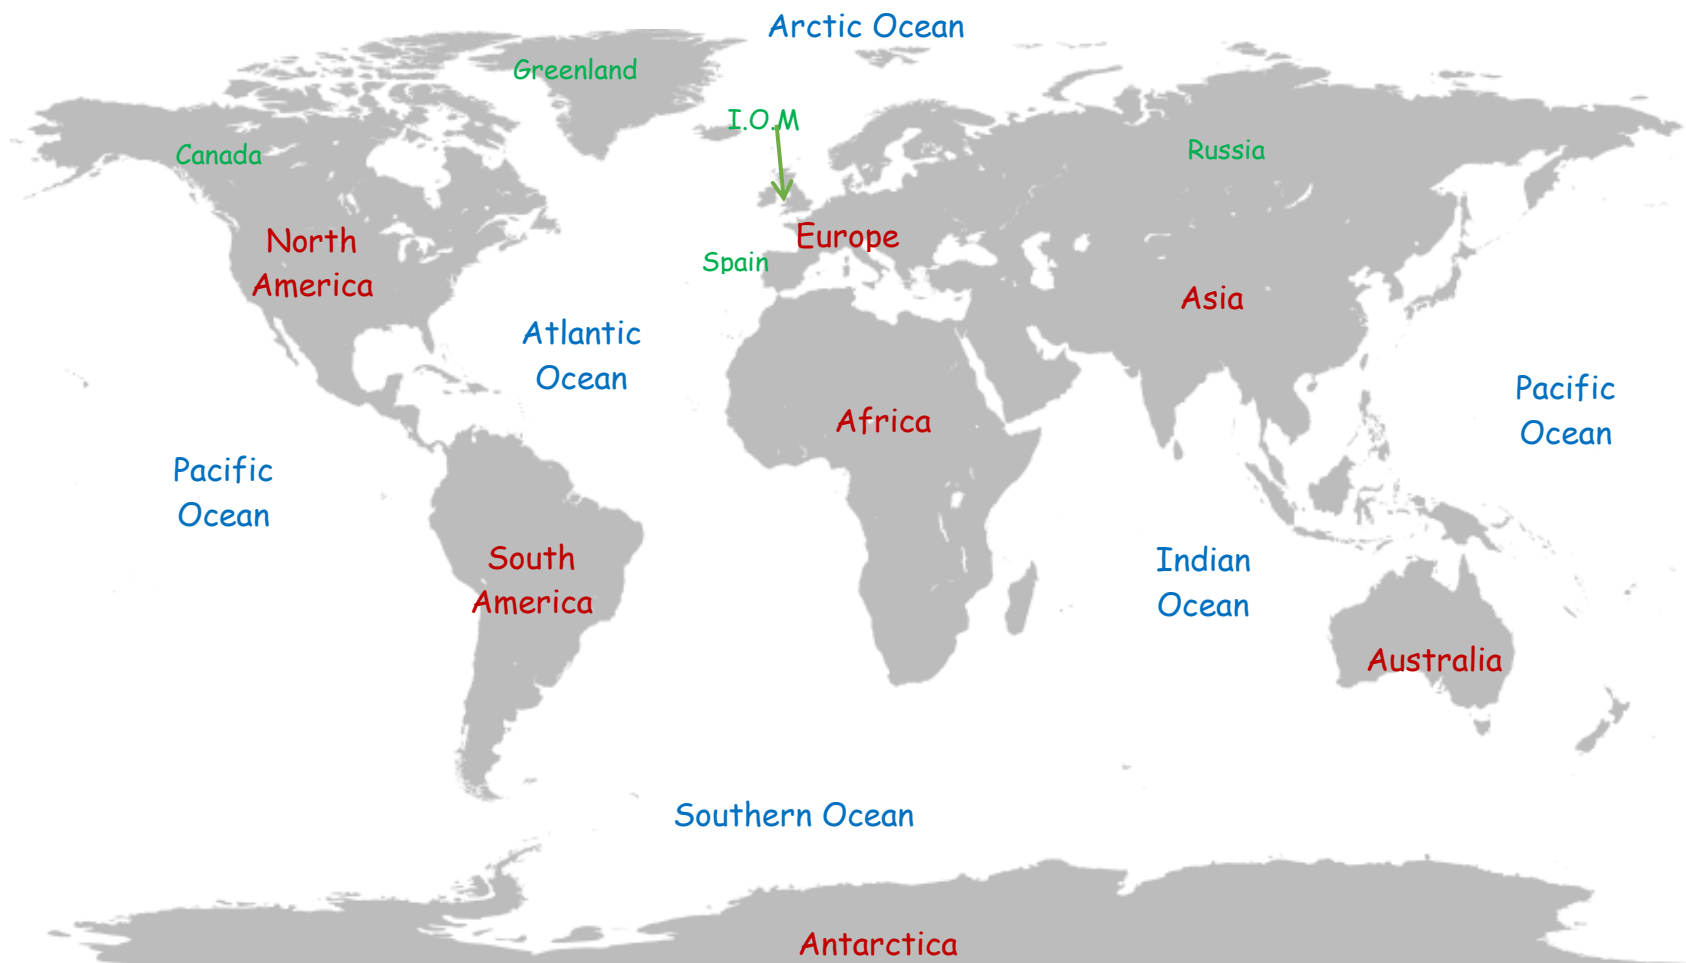 Arctic Ocean
Greenland
I.O.M
Canada
Russia
North
America
Europe
Spain
Asia
Atlantic
Ocean
Pacific
Ocean
Africa
Pacific
Ocean
South
America
Indian
Ocean
Australia
Southern Ocean
Antarctica